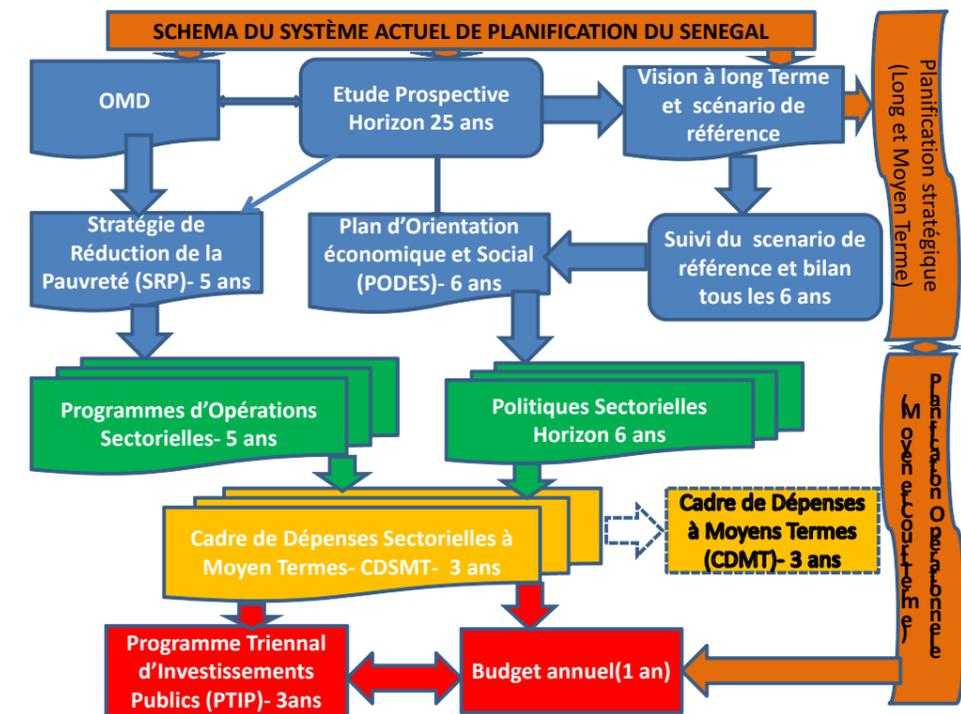 SCHEMA DU SYSTÈME ACTUEL DE PLANIFICATION DU SENEGAL
OMD
Etude Prospective
Horizon 25 ans
Vision à long Terme
et scénario de
référence
Planification stratégique
(Long et Moyen Terme)
Stratégie de
Réduction de la
Pauvreté (SRP)- 5 ans
Plan d’Orientation
économique et Social
(PODES)- 6 ans
Suivi du scenario de
référence et bilan
tous les 6 ans
Programmes d’Opérations
Sectorielles- 5 ans
Politiques Sectorielles
Horizon 6 ans
Cadre de Dépenses Sectorielles à
Moyen Termes- CDSMT- 3 ans
Cadre de Dépenses
à Moyens Termes
(CDMT)- 3 ans
Programme Triennal
d’Investissements
Publics (PTIP)- 3ans
Budget annuel(1 an)